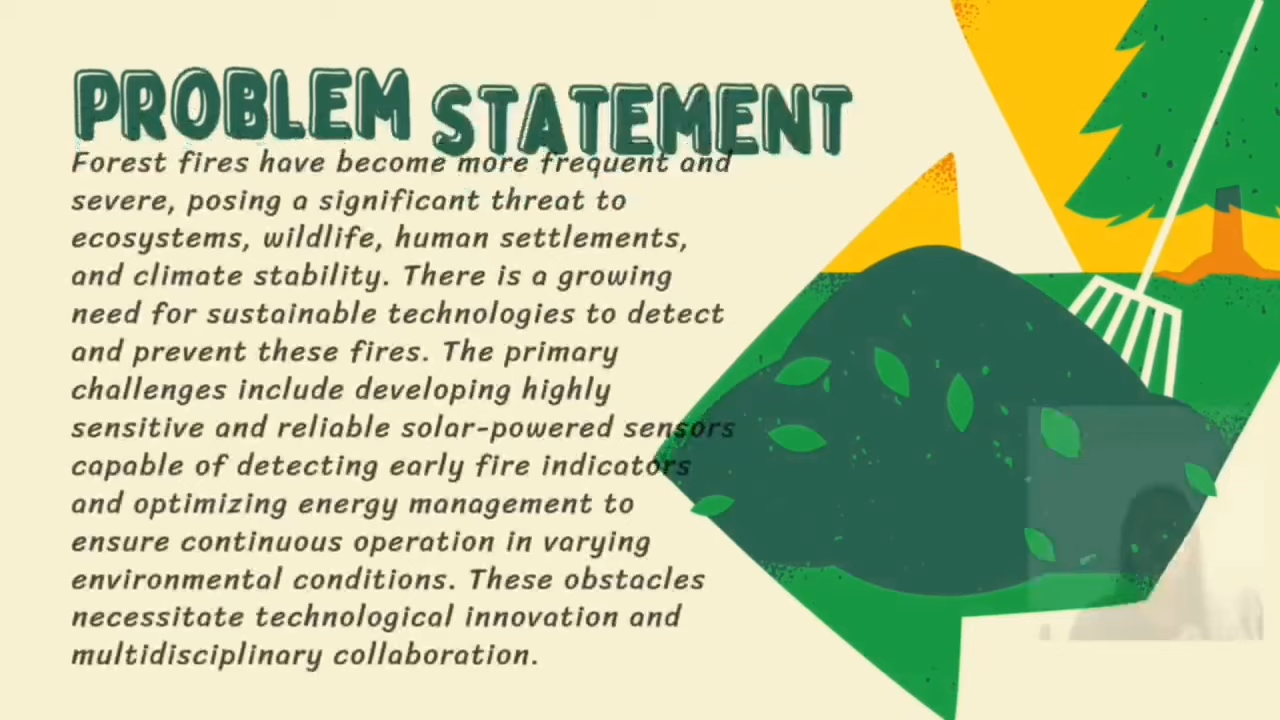 PROBLEM STATEMENT
Forest fires have become more frequent and
severe, posing a significant threat to
ecosystems, wildlife, human settlements,
and climate stability. There is a growing
need for sustainable technologies to detect
and prevent these fires. The primary
challenges include developing highly
sensitive and reliable solar-powered sensors
capable of detecting early fire indicators
and optimizing energy management to
ensure continuous operation in varying
environmental conditions. These obstacles
necessitate technological innovation and
multidisciplinary collaboration.